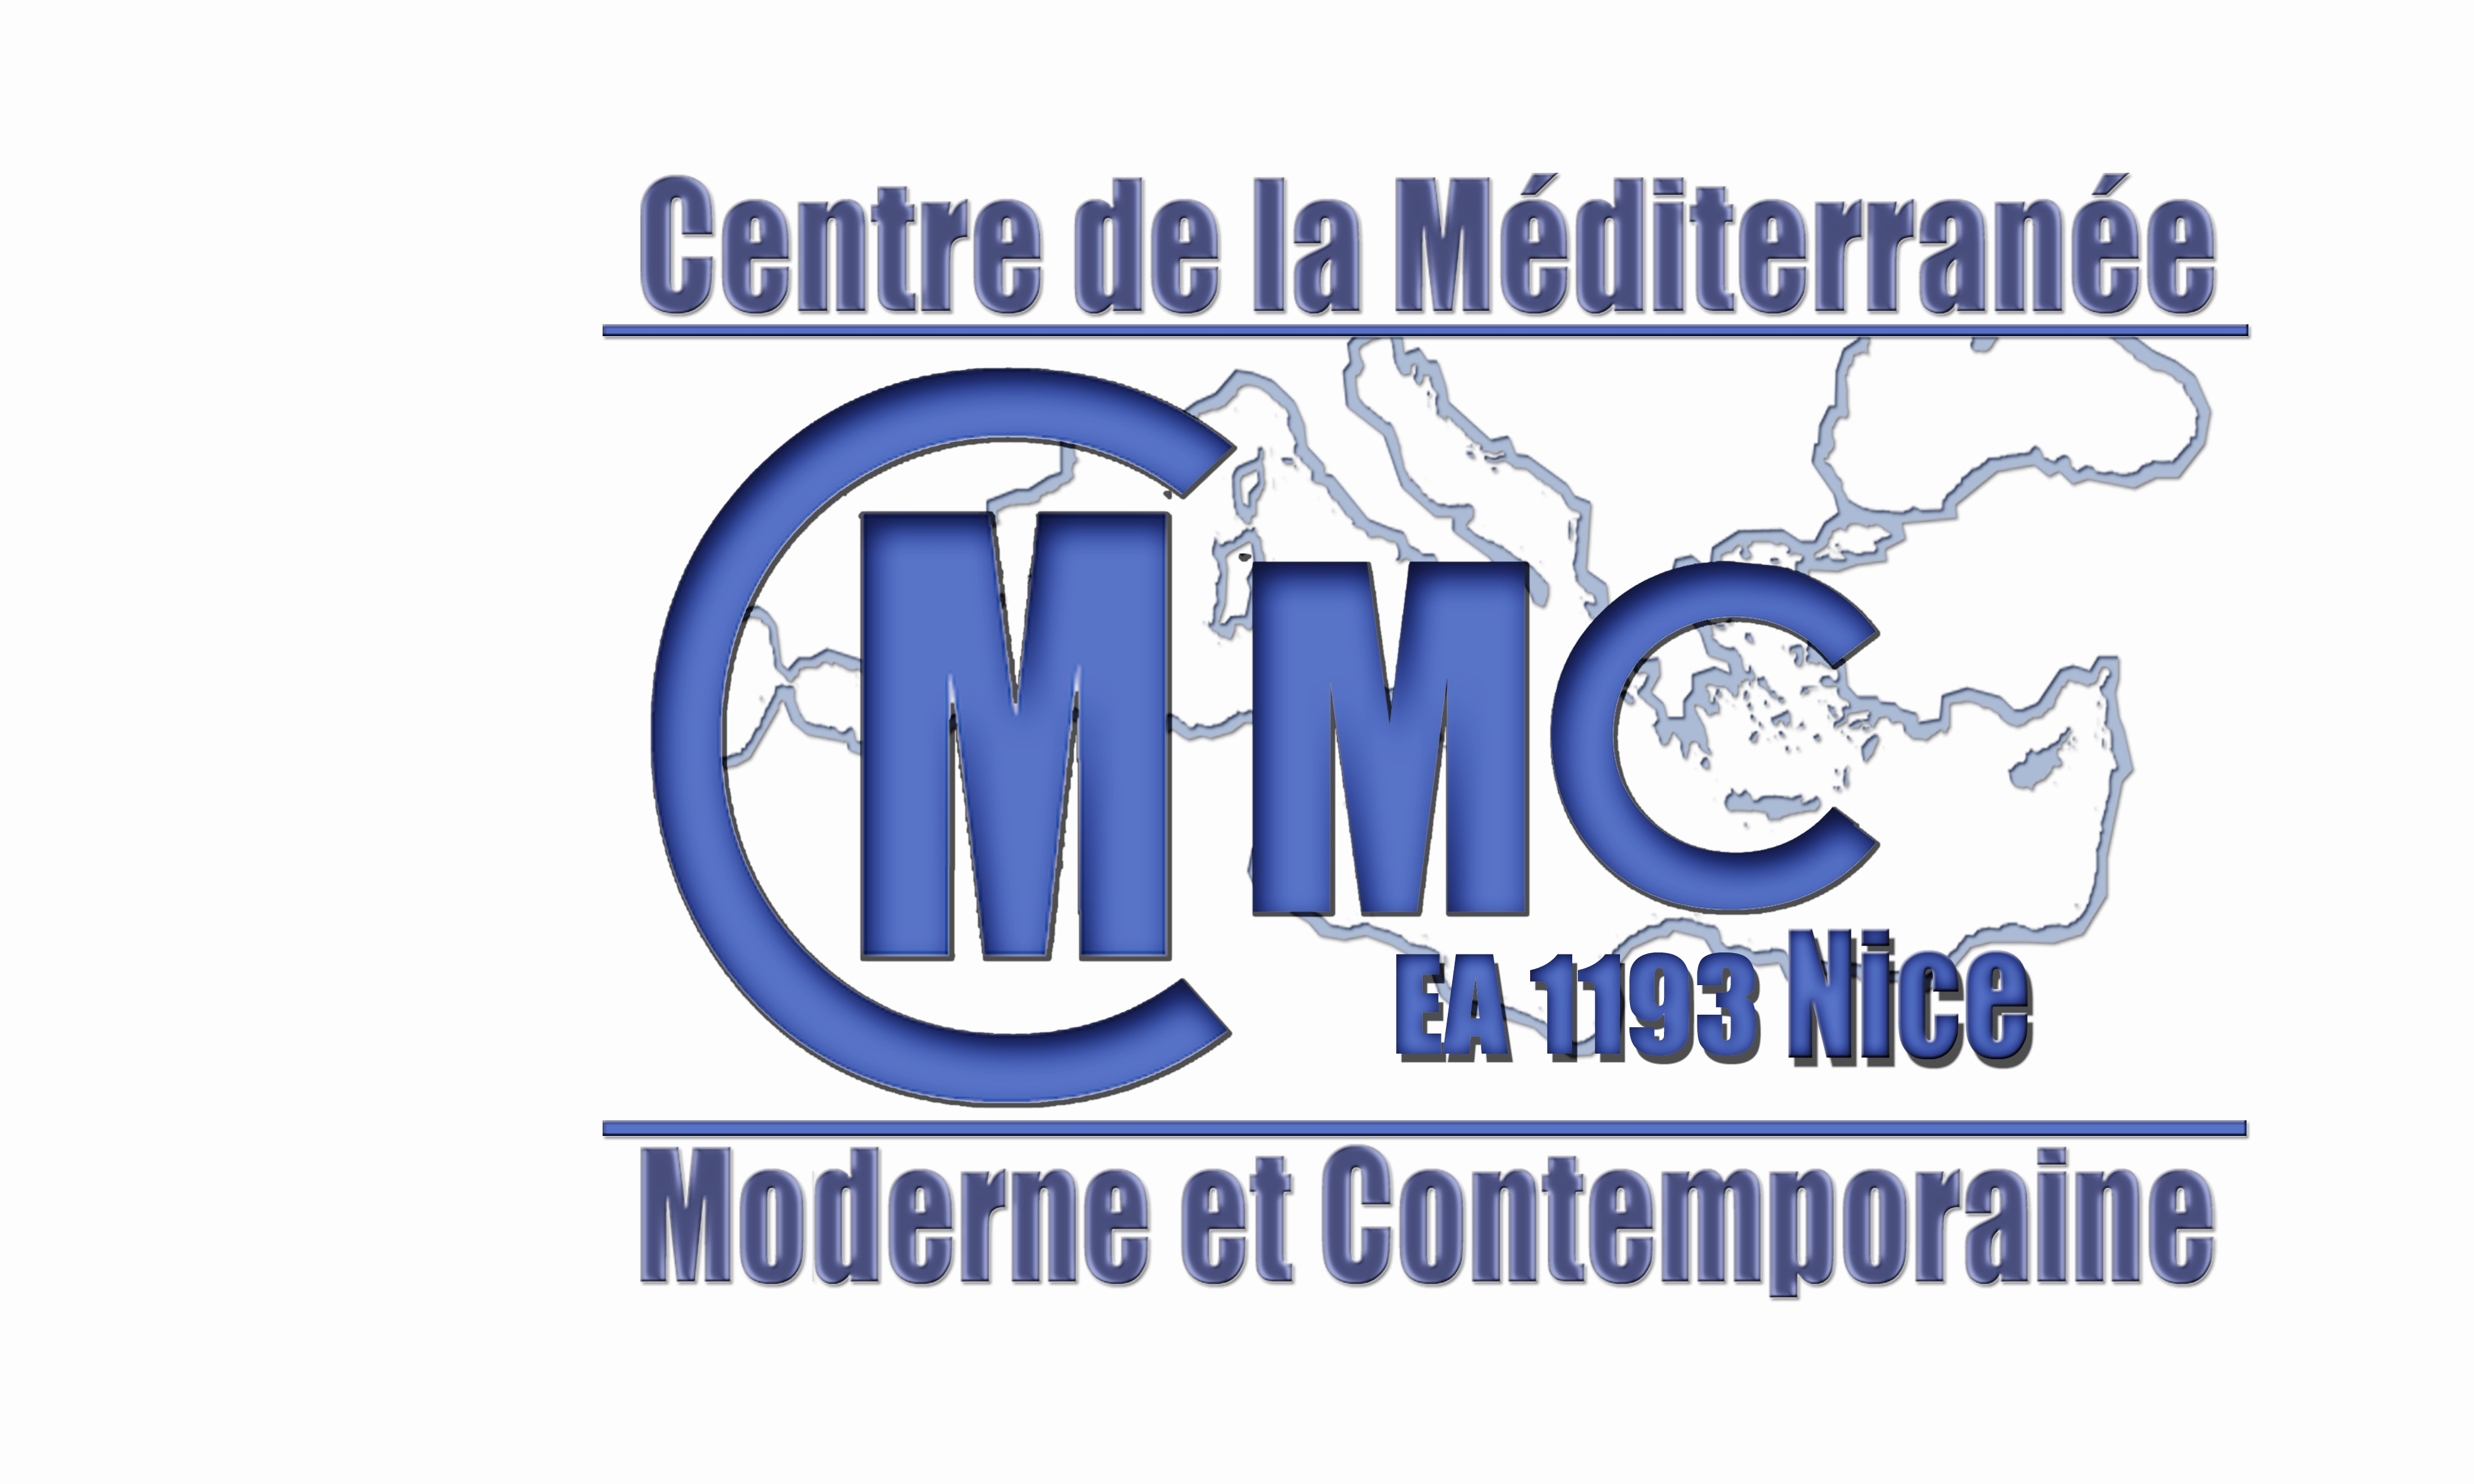 Centre de la Méditerranée
CMMC
EA 1193 Nice
Moderne et Contemporaine